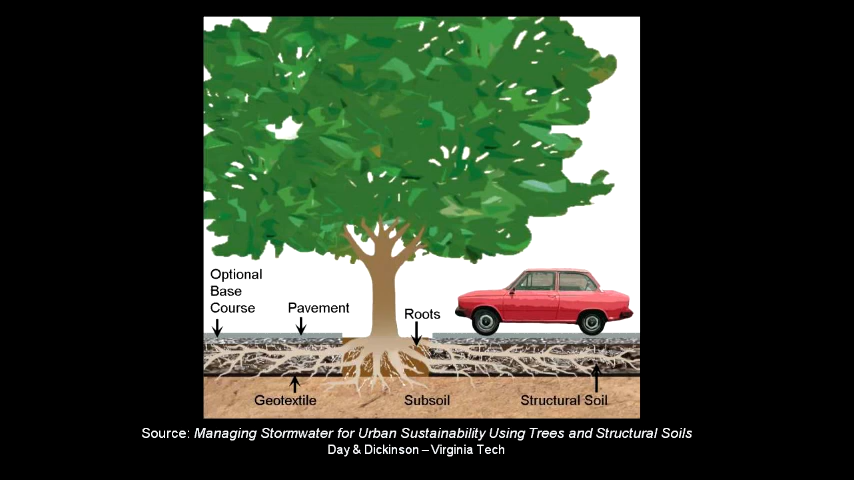 Optional
Base
Course
Pavement
Roots
Geotextile
Subsoil
Structural Soil
Source: Managing Stormwater for Urban Sustainability Using Trees and Structural Soils
Day & Dickinson – Virginia Tech